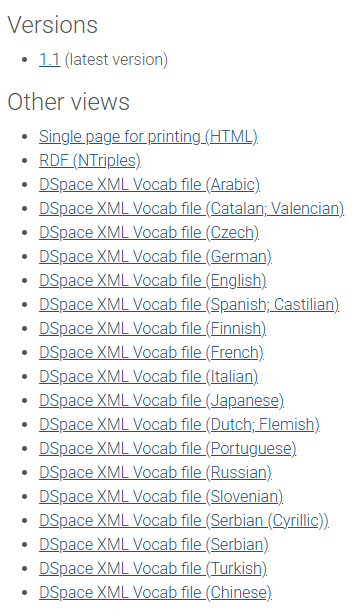 Versions
1.1 (latest version)
Other views
Single page for printing (HTML)
RDF (NTriples)
DSpace XML Vocab file (Arabic)
DSpace XML Vocab file (Catalan; Valencian)
DSpace XML Vocab file (Czech)
DSpace XML Vocab file (German)
DSpace XML Vocab file (English)
DSpace XML Vocab file (Spanish; Castilian)
DSpace XML Vocab file (Finnish)
DSpace XML Vocab file (French)
DSpace XML Vocab file (Italian)
DSpace XML Vocab file (Japanese)
DSpace XML Vocab file (Dutch; Flemish)
DSpace XML Vocab file (Portuguese)
DSpace XML Vocab file (Russian)
DSpace XML Vocab file (Slovenian)
DSpace XML Vocab file (Serbian (Cyrillic))
DSpace XML Vocab file (Serbian)
DSpace XML Vocab file (Turkish)
DSpace XML Vocab file (Chinese)